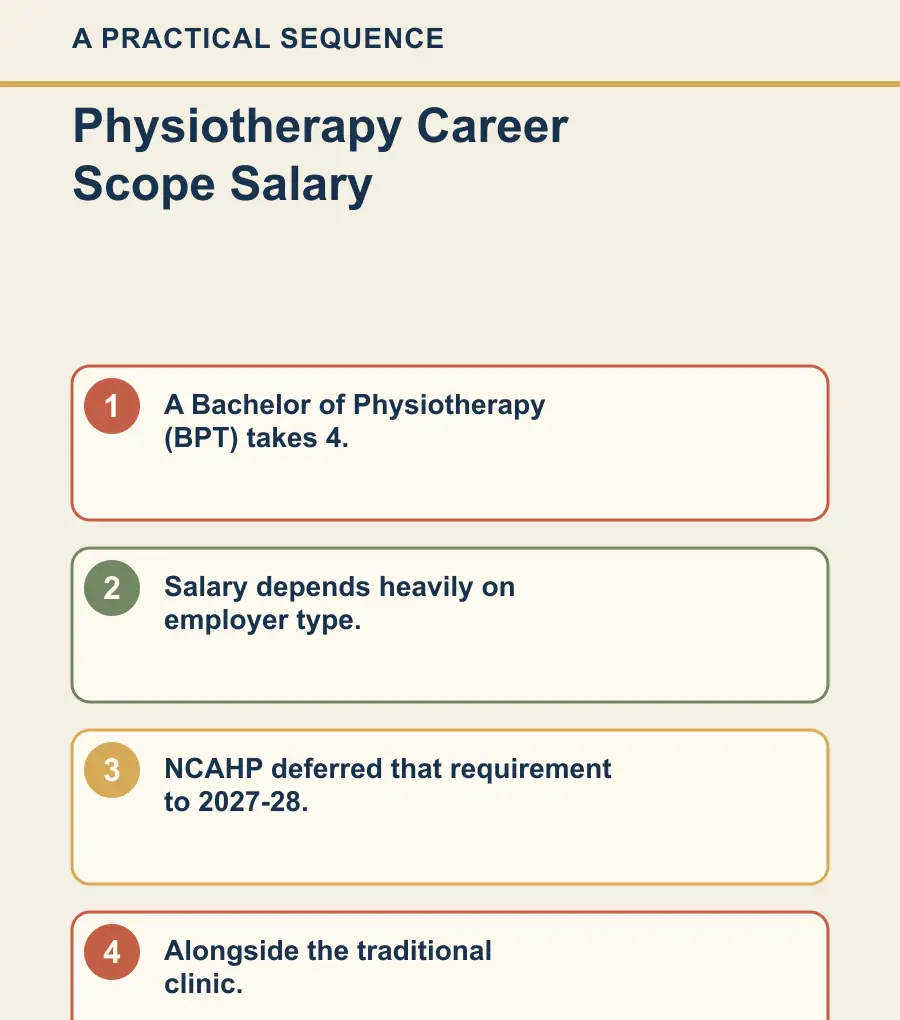 A PRACTICAL SEQUENCE
Physiotherapy Career
Scope Salary
1
A Bachelor of Physiotherapy
(BPT) takes 4.
2
Salary depends heavily on
employer type.
3
NCAHP deferred that requirement
to 2027-28.
4
Alongside the traditional
clinic.